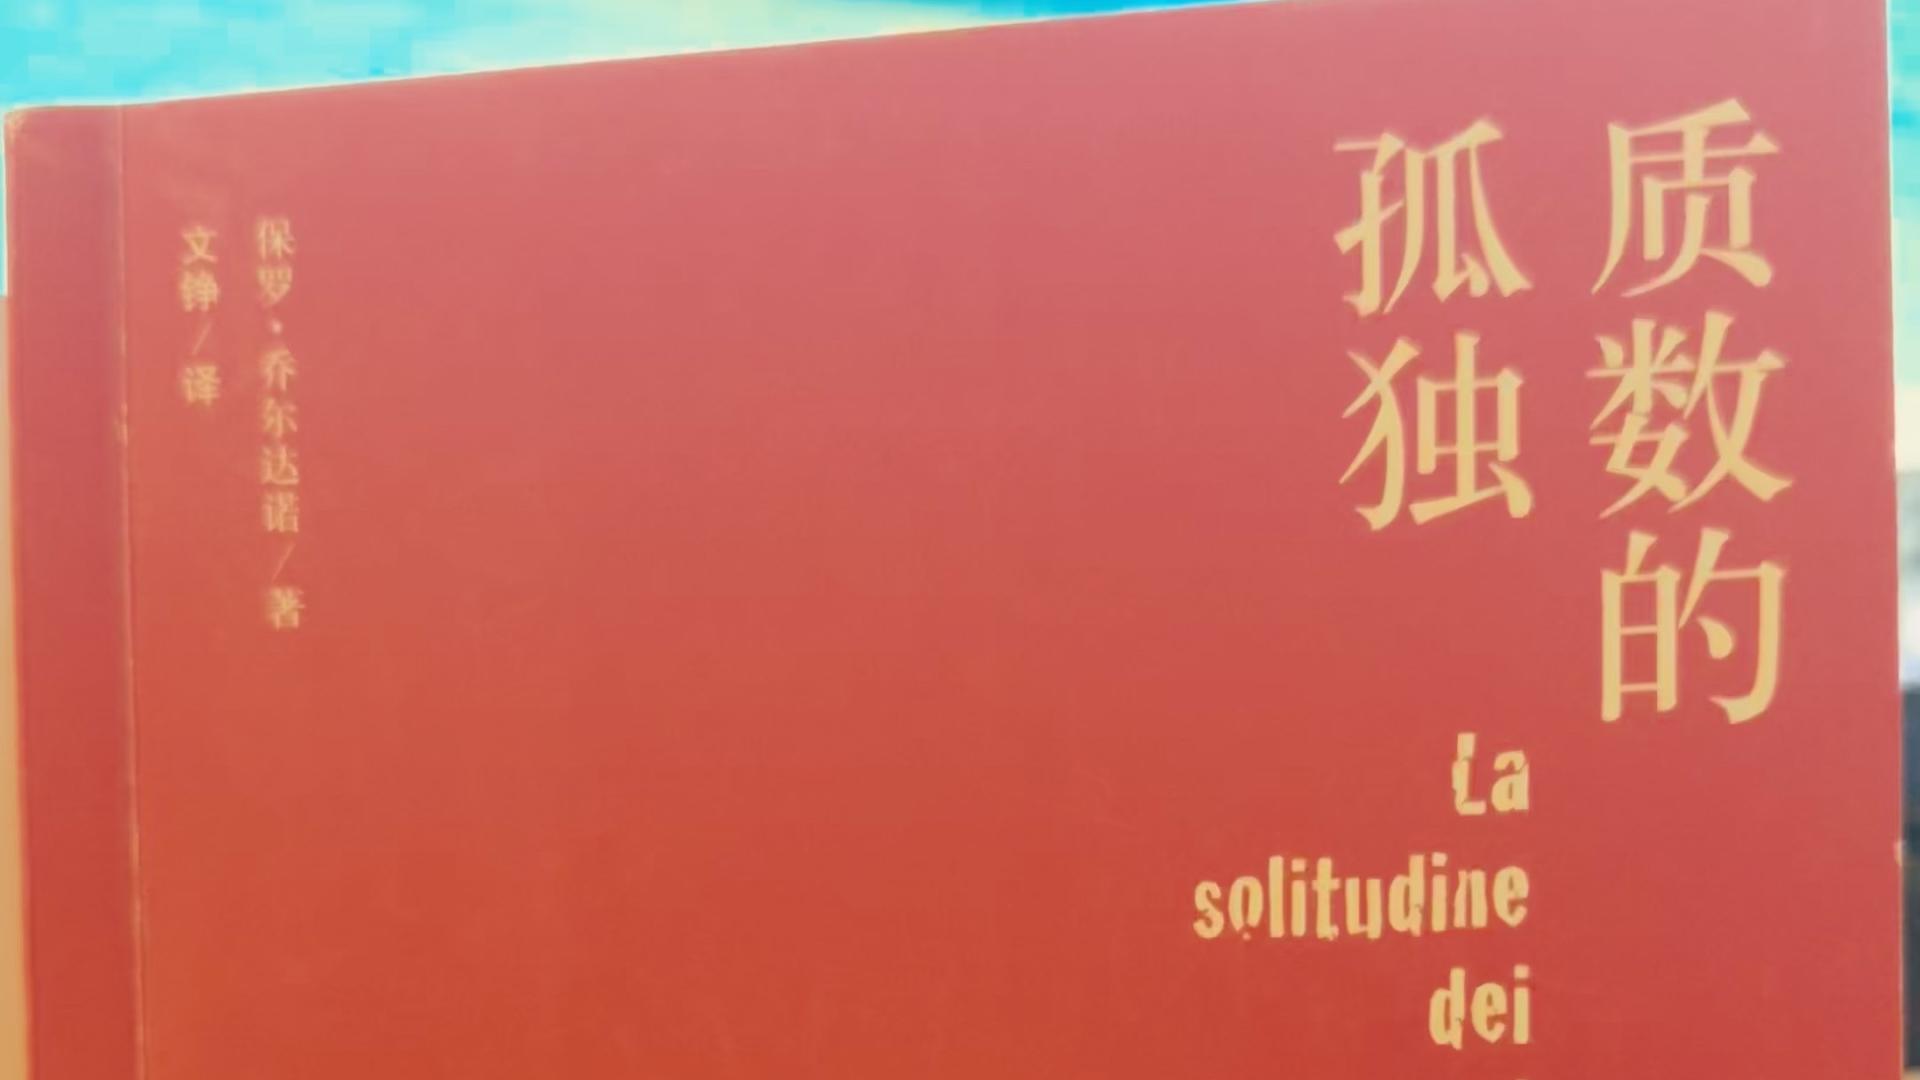 质数的
孤独
La
solitudine
dei
保罗·乔尔达诺/著
文铮/译